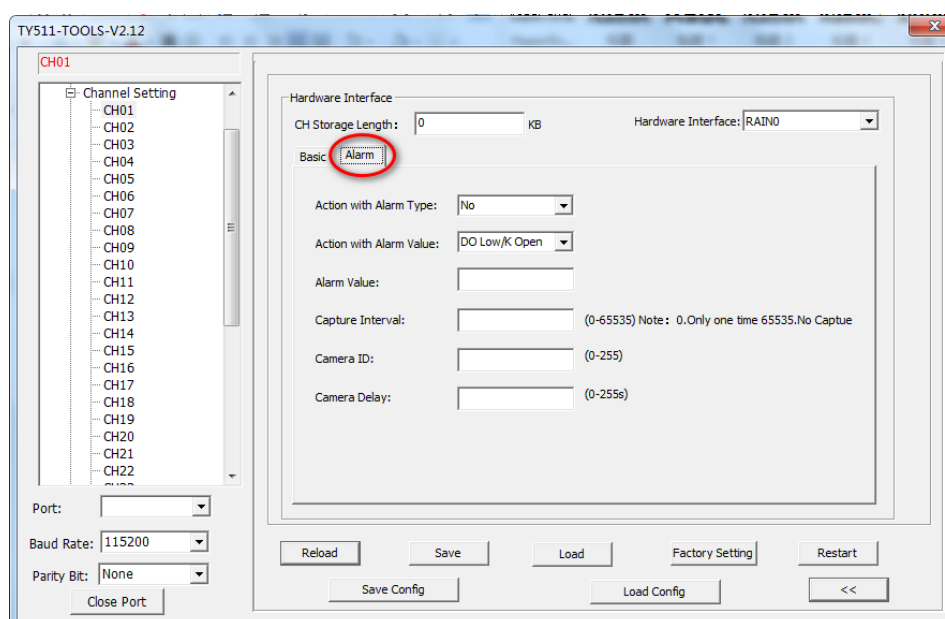 TY511-TOOLS-V2.12
CH01
Channel Setting
CH01
CH02
CH03
CH04
CH05
CH06
CH07
CH08
CH09
CH10
CH11
CH12
CH13
CH14
CH15
CH16
CH17
CH18
CH19
CH20
CH21
CH22
Port:
Baud Rate: 115200
Parity Bit: None
Close Port
Hardware Interface
CH Storage Length: 0 KB
Hardware Interface: RAIN0
Basic Alarm
Action with Alarm Type: No
Action with Alarm Value: DO Low/K Open
Alarm Value:
Capture Interval: (0-65535) Note: 0.Only one time 65535.No Captue
Camera ID: (0-255)
Camera Delay: (0-255s)
Reload Save Load Factory Setting Restart
Save Config Load Config <<